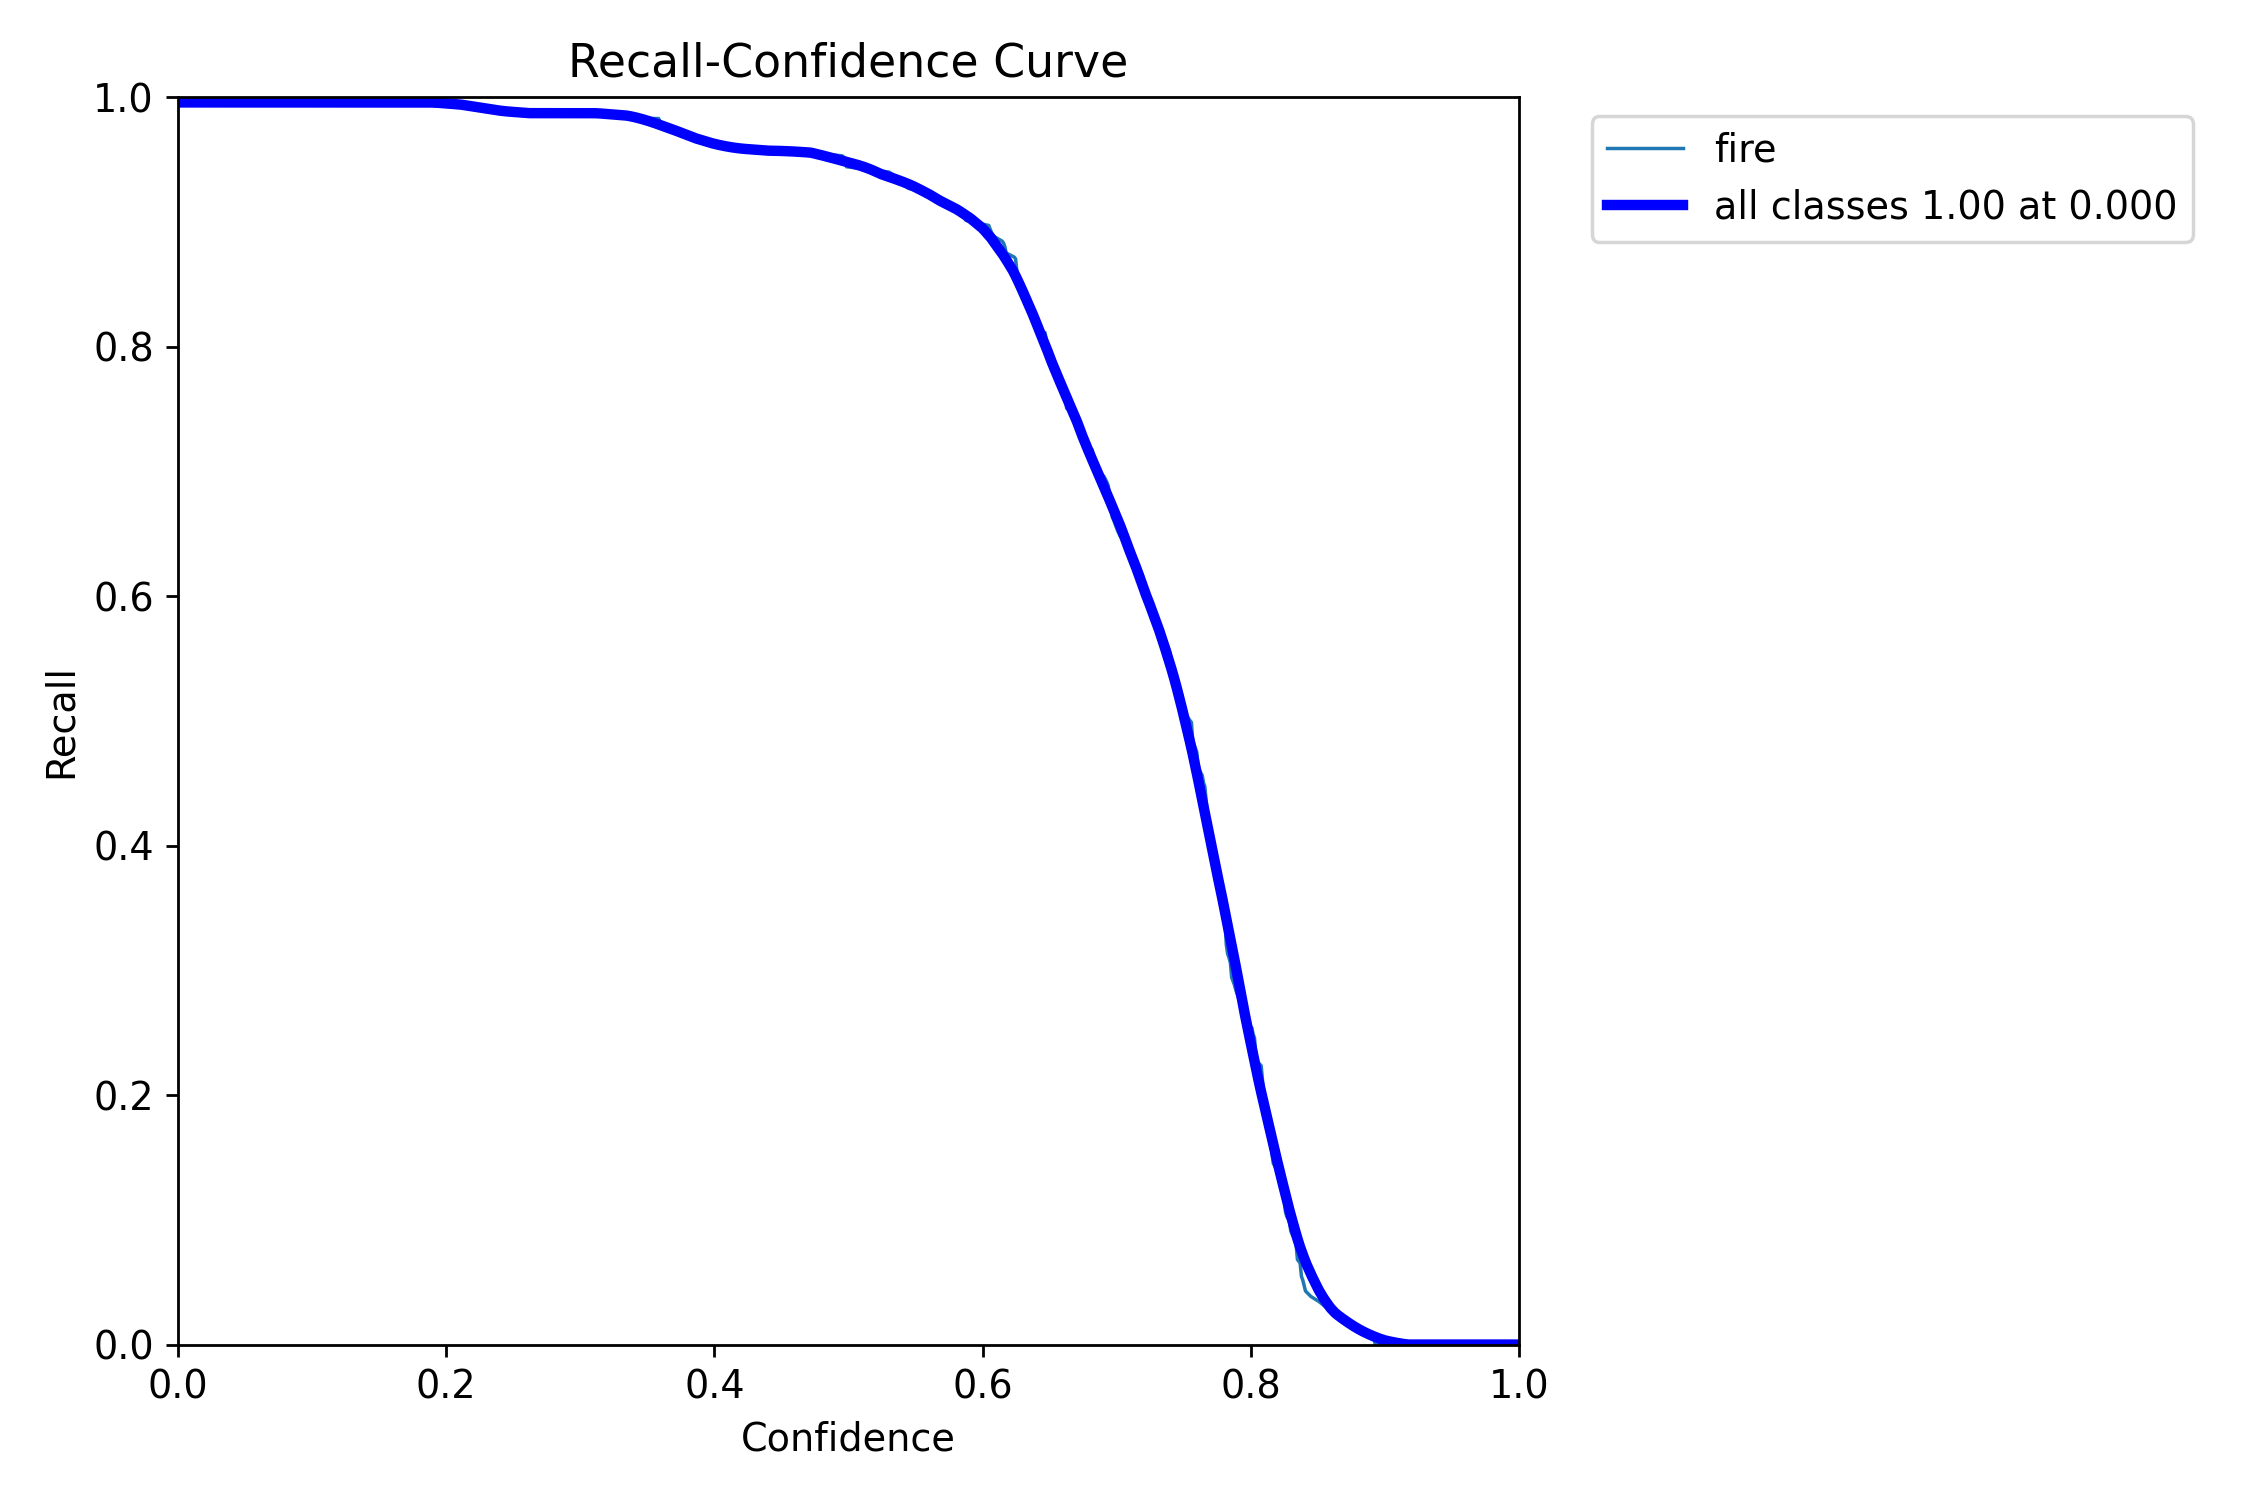 Recall-Confidence Curve
1.0
0.8
0.6
0.4
0.2
0.0
Recall
0.0 0.2 0.4 0.6 0.8 1.0
Confidence
fire
all classes 1.00 at 0.000